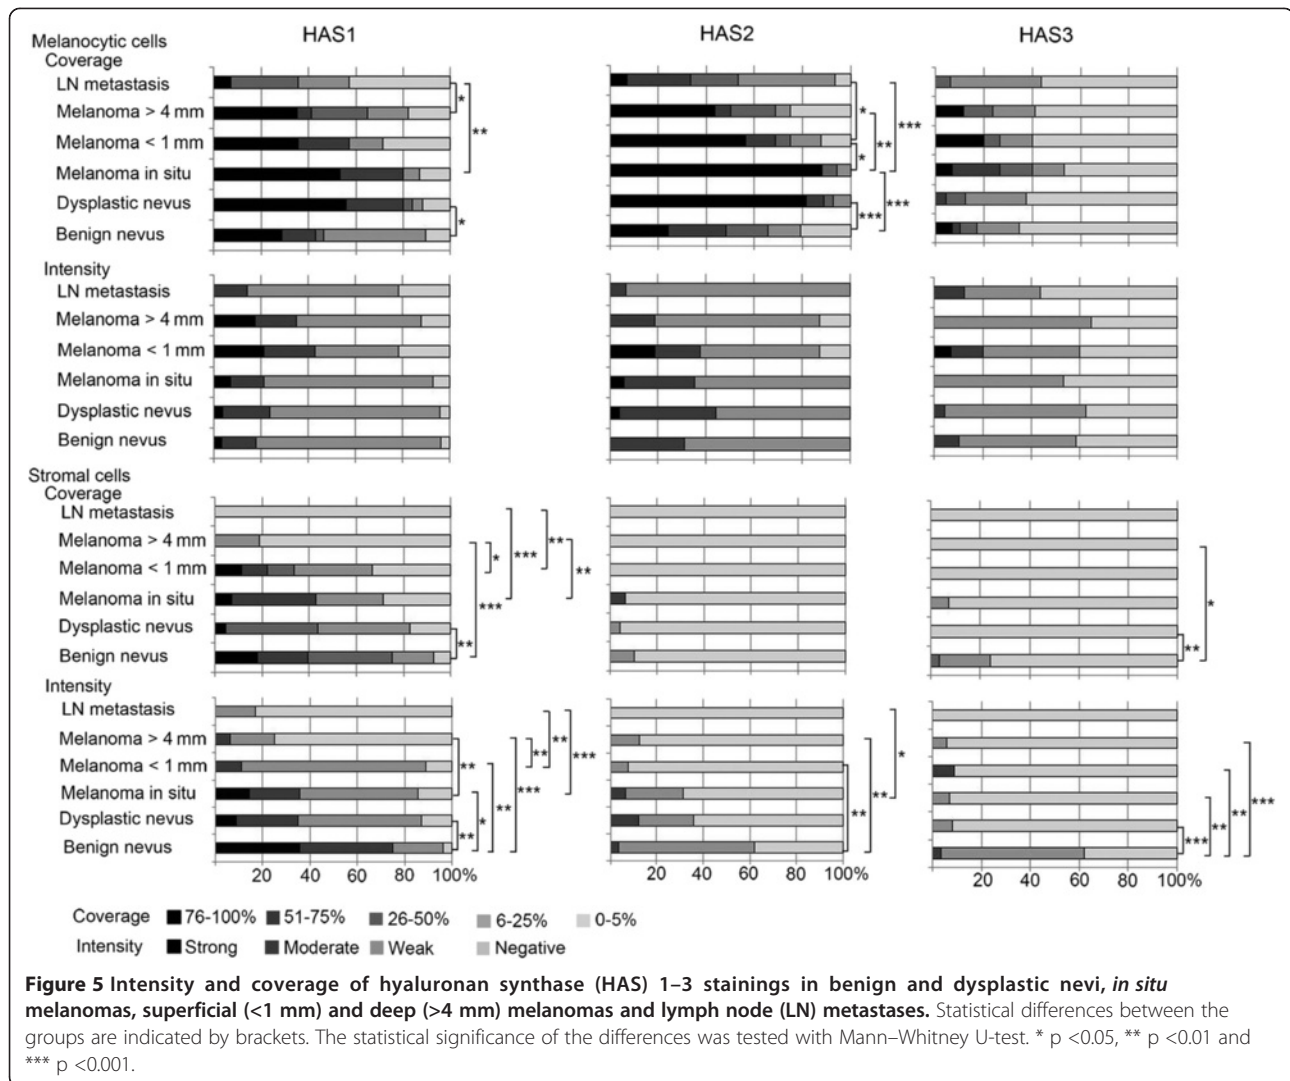 HAS1 HAS2 HAS3
Melanocytic cells
Coverage
LN metastasis
Melanoma > 4 mm
Melanoma < 1 mm
Melanoma in situ
Dysplastic nevus
Benign nevus
* ** *
* * ** *** *** ***
Intensity
LN metastasis
Melanoma > 4 mm
Melanoma < 1 mm
Melanoma in situ
Dysplastic nevus
Benign nevus
Stromal cells
Coverage
LN metastasis
Melanoma > 4 mm
Melanoma < 1 mm
Melanoma in situ
Dysplastic nevus
Benign nevus
** *** * *** ** **
* **
Intensity
LN metastasis
Melanoma > 4 mm
Melanoma < 1 mm
Melanoma in situ
Dysplastic nevus
Benign nevus
** * ** ** *** ** ** ***
** ** *
*** ** ** ***
20 40 60 80 100% 20 40 60 80 100% 20 40 60 80 100%
Coverage 76-100% 51-75% 26-50% 6-25% 0-5%
Intensity Strong Moderate Weak Negative
Figure 5 Intensity and coverage of hyaluronan synthase (HAS) 1–3 stainings in benign and dysplastic nevi, in situ
melanomas, superficial (<1 mm) and deep (>4 mm) melanomas and lymph node (LN) metastases. Statistical differences between the
groups are indicated by brackets. The statistical significance of the differences was tested with Mann–Whitney U-test. * p <0.05, ** p <0.01 and
*** p <0.001.